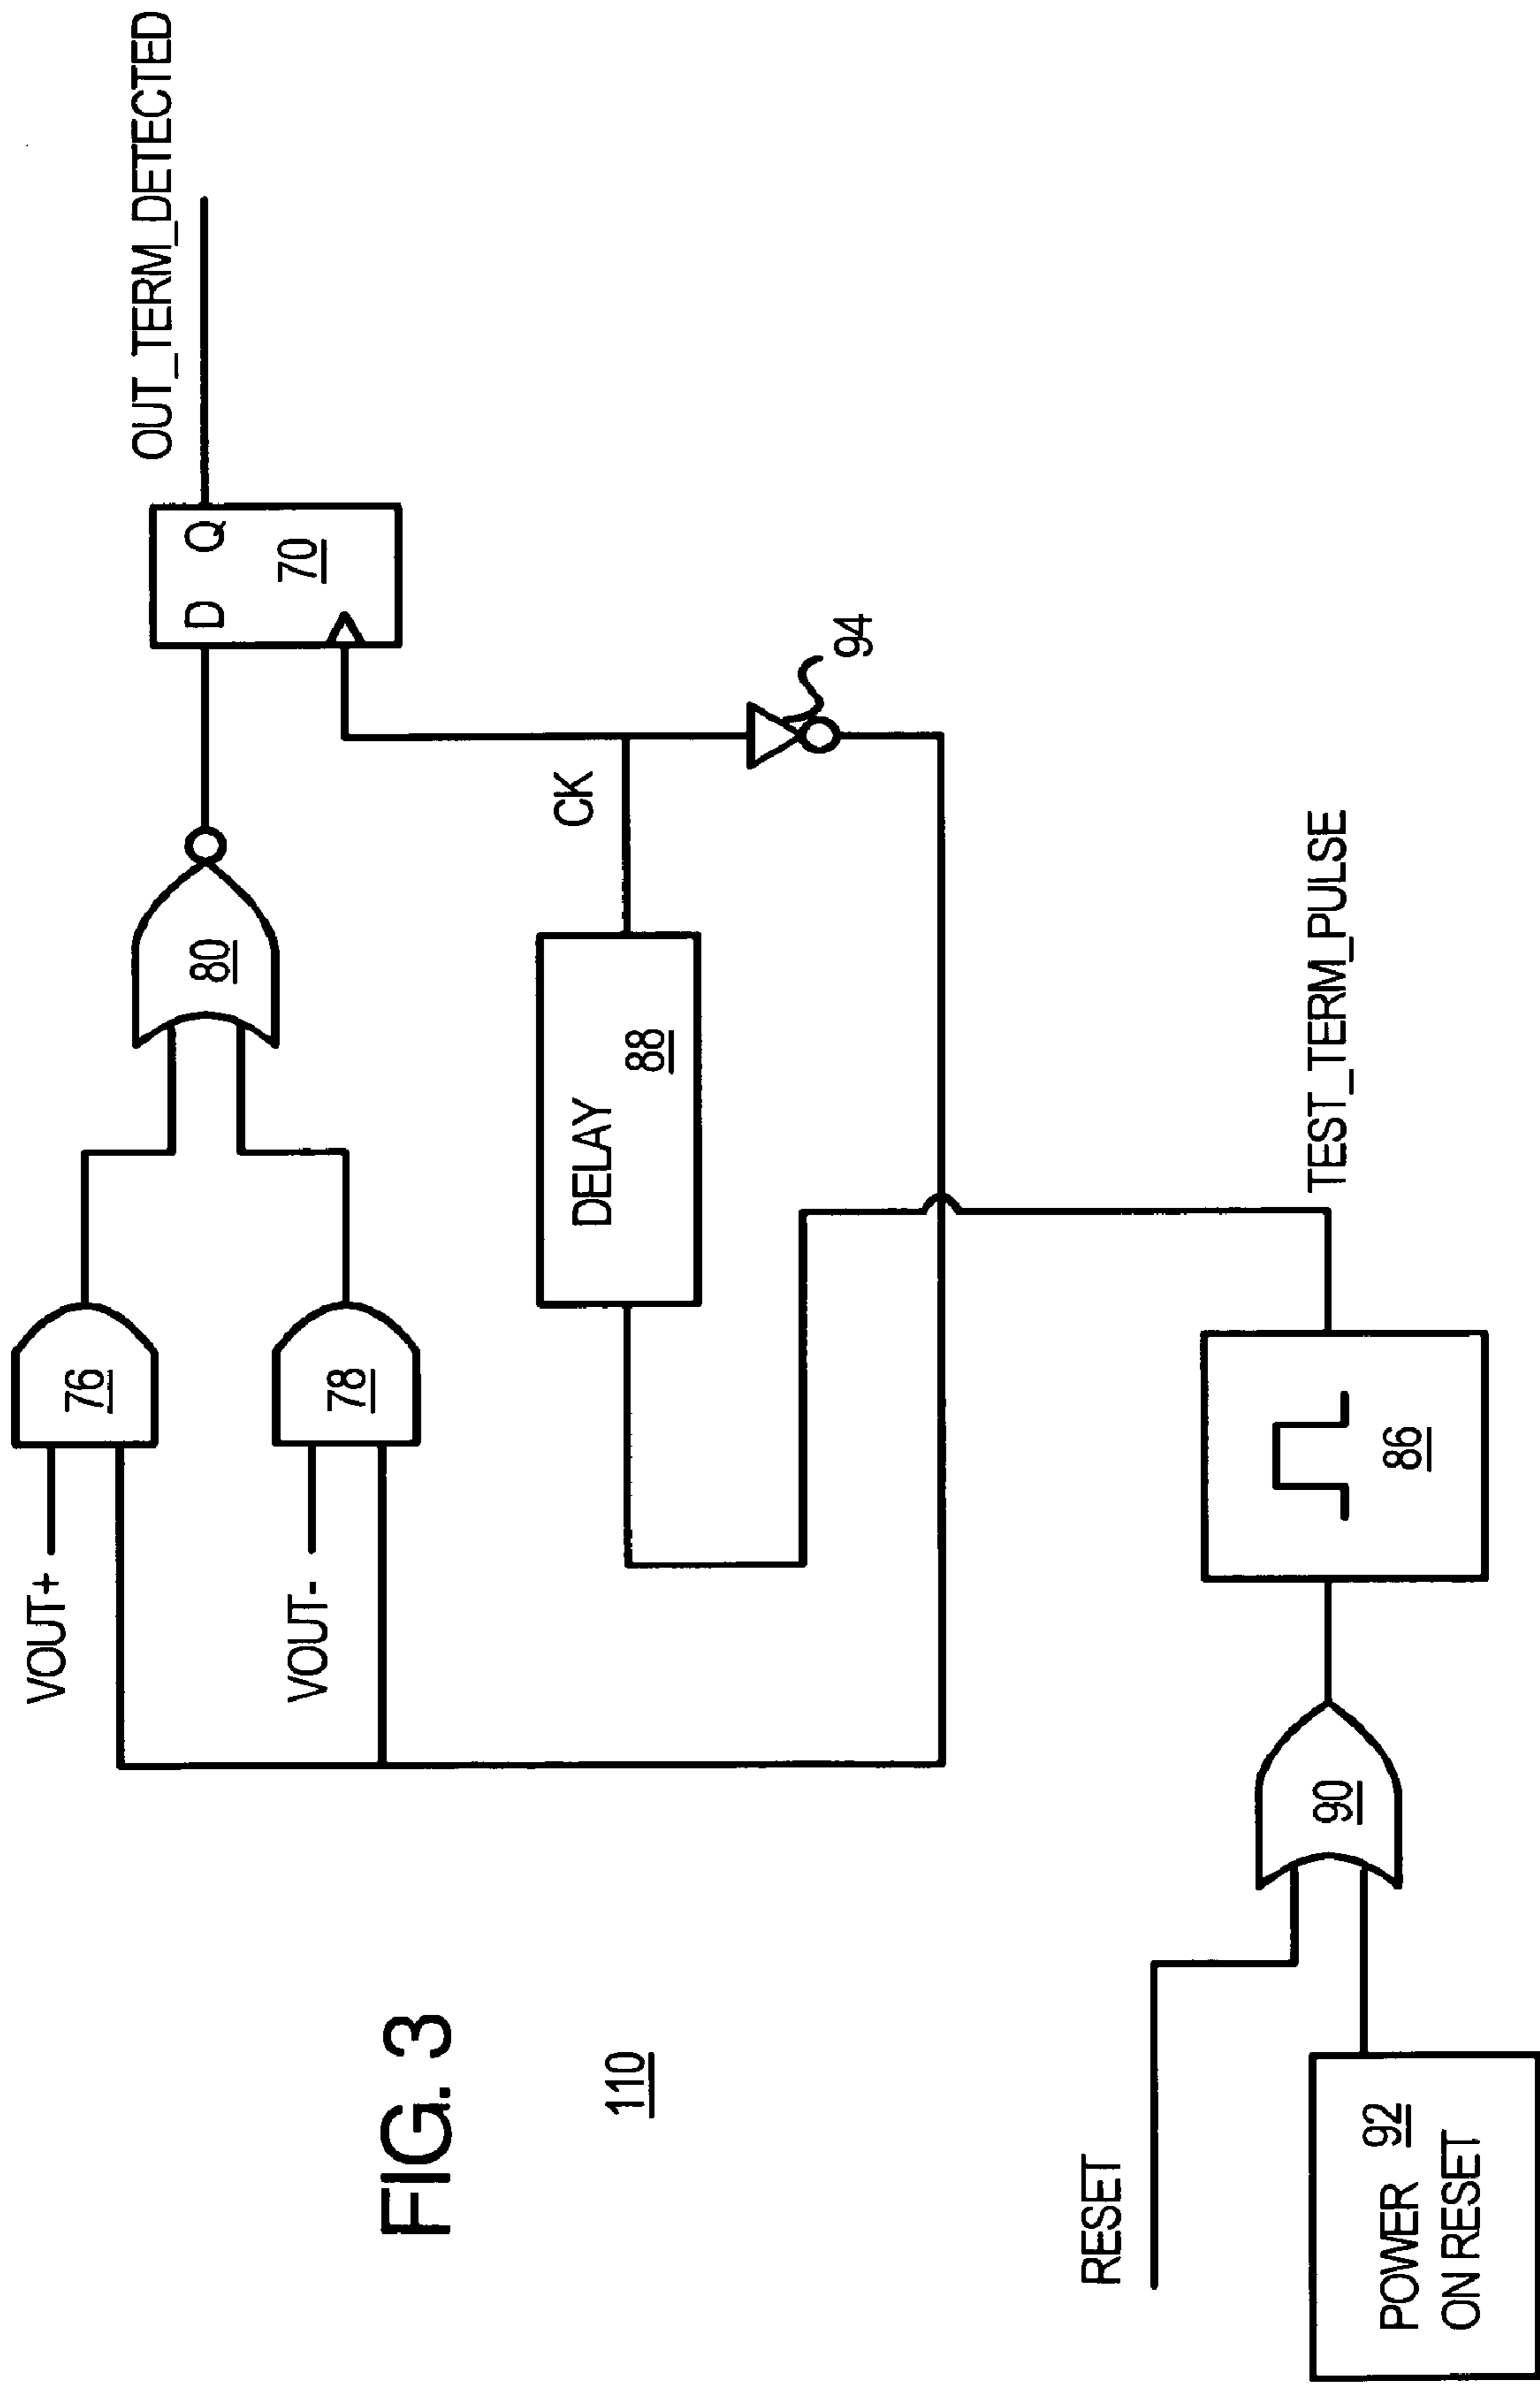 FIG. 3
110
VOUT+
76
VOUT-
78
80
D Q
70
OUT_TERM_DETECTED
DELAY
88
CK
94
RESET
POWER 92
ON RESET
90
86
TEST_TERM_PULSE